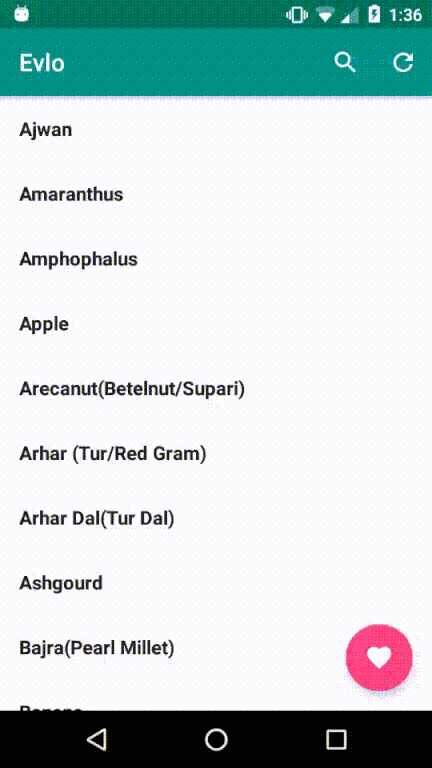 1:36
Evlo
Ajwan
Amaranthus
Amphophalus
Apple
Arecanut(Betelnut/Supari)
Arhar (Tur/Red Gram)
Arhar Dal(Tur Dal)
Ashgourd
Bajra(Pearl Millet)